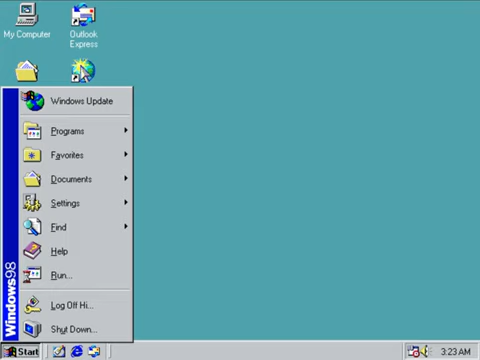 My Computer
Outlook
Express
Windows Update
Programs
Favorites
Documents
Settings
Find
Help
Run...
Log Off Hi...
Shut Down...
Windows98
Start
3:23 AM